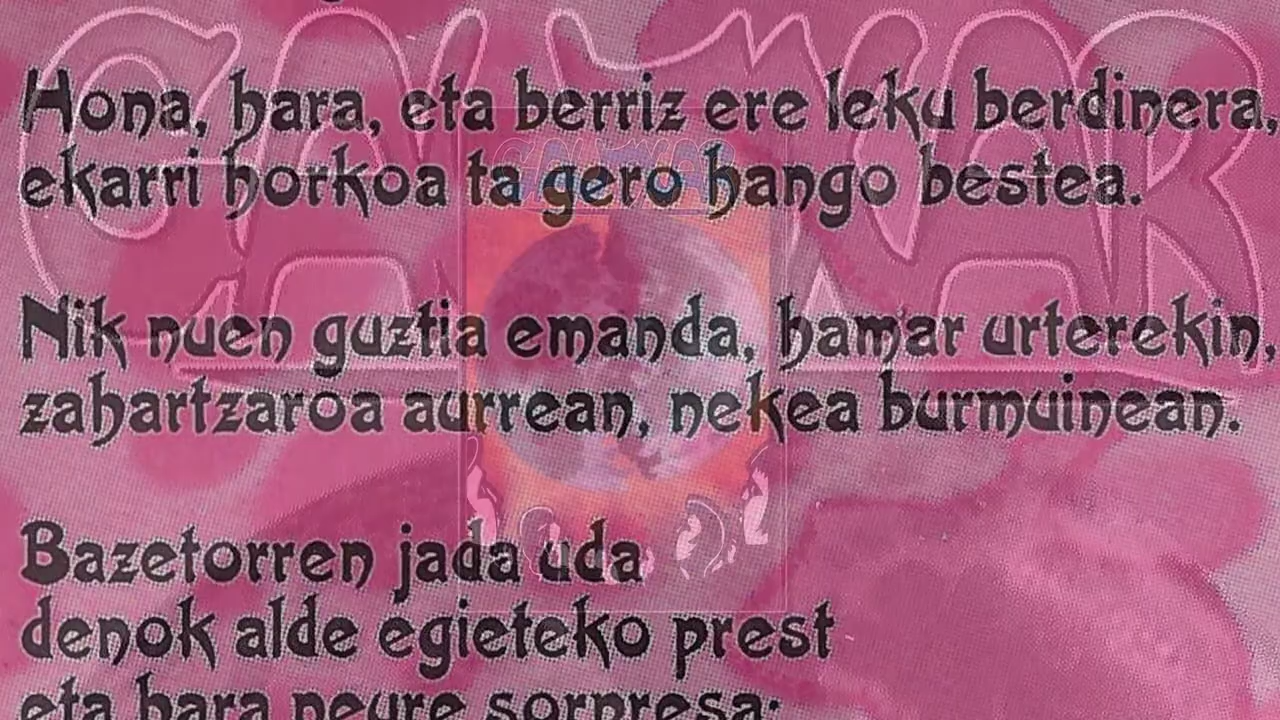 Hona, hara, eta berriz ere leku berdinera,
ekarri horkoa ta gero hango bestea.
Nik nuen guztia emanda, hamar urterekin,
zahartzaroa aurrean, nekea burmuinean.
Bazetorren jada uda
denok alde egieteko prest
eta hara neure sorpresa: